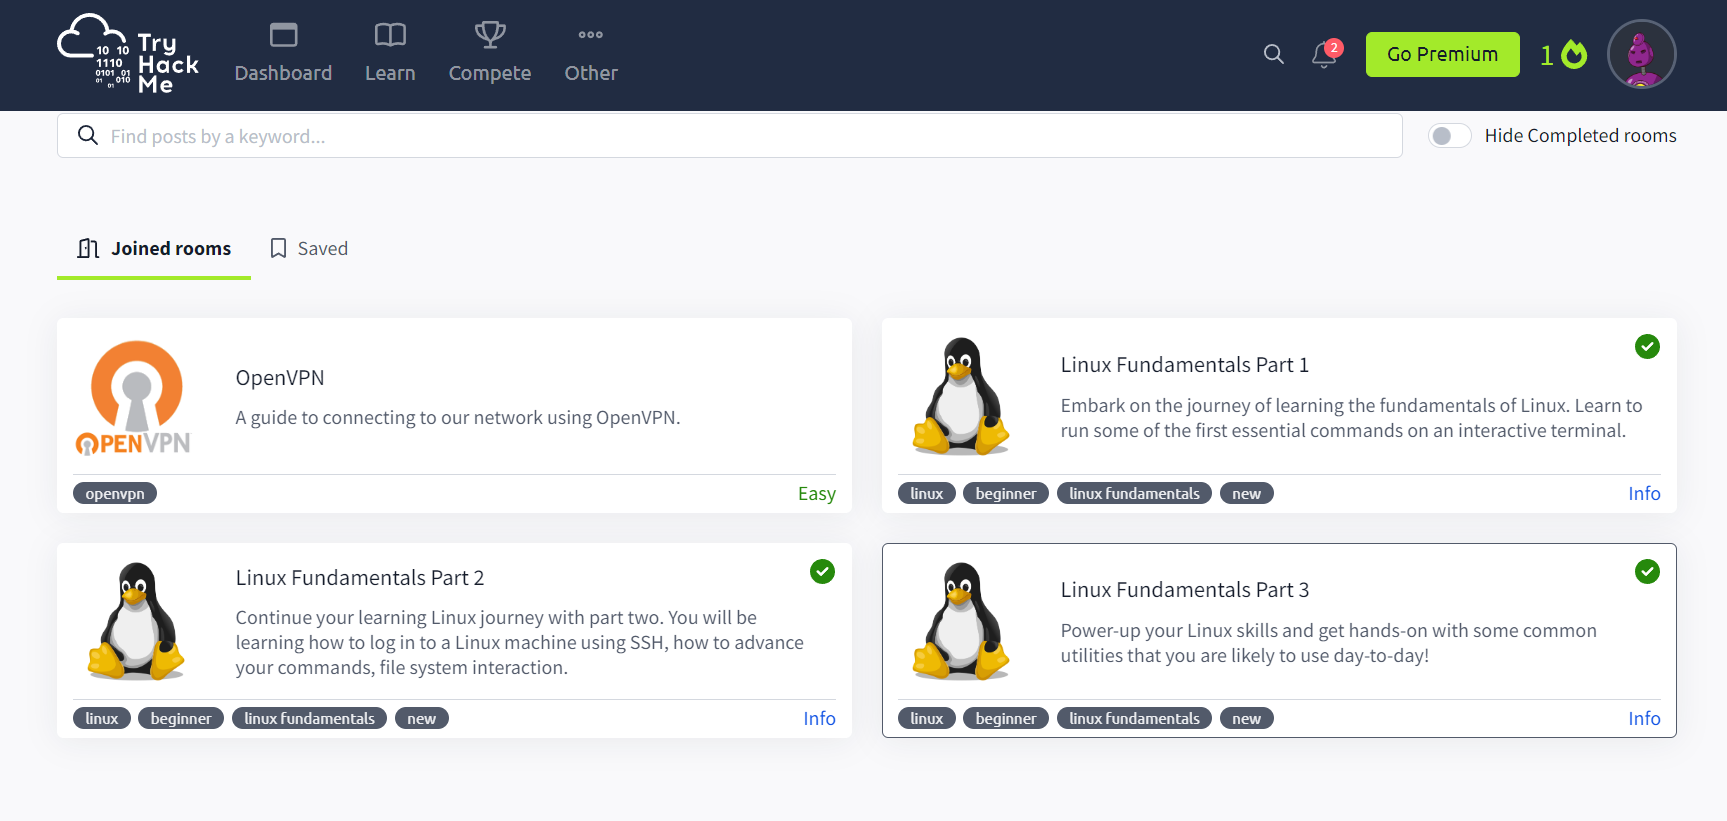 10 10
1110
0101 01
01 010
01
Try
Hack
Me
Dashboard
Learn
Compete
Other
2
Go Premium
1
Find posts by a keyword...
Hide Completed rooms
Joined rooms
Saved
OPENVPN
OpenVPN
A guide to connecting to our network using OpenVPN.
openvpn
Easy
Linux Fundamentals Part 1
Embark on the journey of learning the fundamentals of Linux. Learn to
run some of the first essential commands on an interactive terminal.
linux beginner linux fundamentals new
Info
Linux Fundamentals Part 2
Continue your learning Linux journey with part two. You will be
learning how to log in to a Linux machine using SSH, how to advance
your commands, file system interaction.
linux beginner linux fundamentals new
Info
Linux Fundamentals Part 3
Power-up your Linux skills and get hands-on with some common
utilities that you are likely to use day-to-day!
linux beginner linux fundamentals new
Info